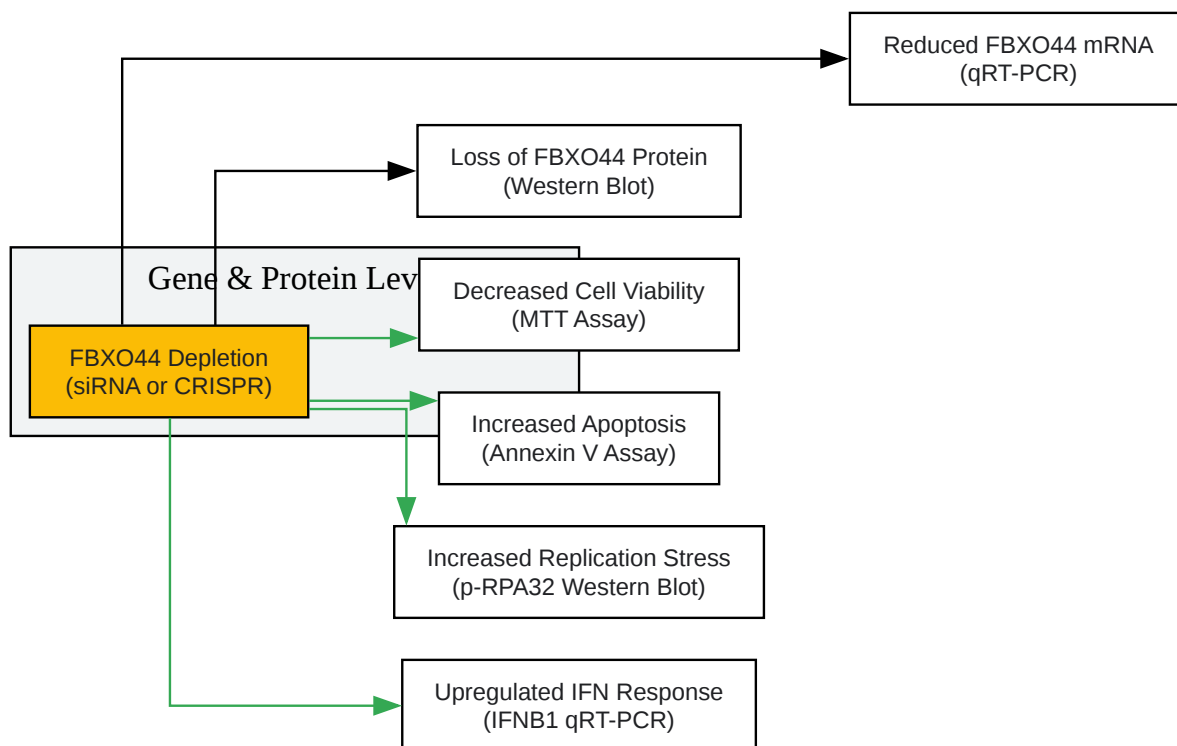 Reduced FBXO44 mRNA
(qRT-PCR)
Loss of FBXO44 Protein
(Western Blot)
Gene & Protein Lev
Decreased Cell Viability
(MTT Assay)
FBXO44 Depletion
(siRNA or CRISPR)
Increased Apoptosis
(Annexin V Assay)
Increased Replication Stress
(p-RPA32 Western Blot)
Upregulated IFN Response
(IFNB1 qRT-PCR)